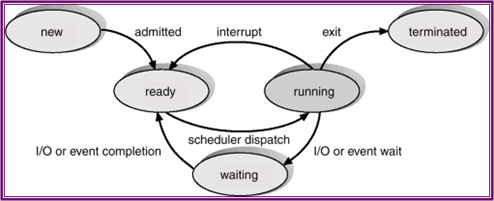 new
admitted
interrupt
exit
terminated
ready
running
scheduler dispatch
I/O or event completion
I/O or event wait
waiting